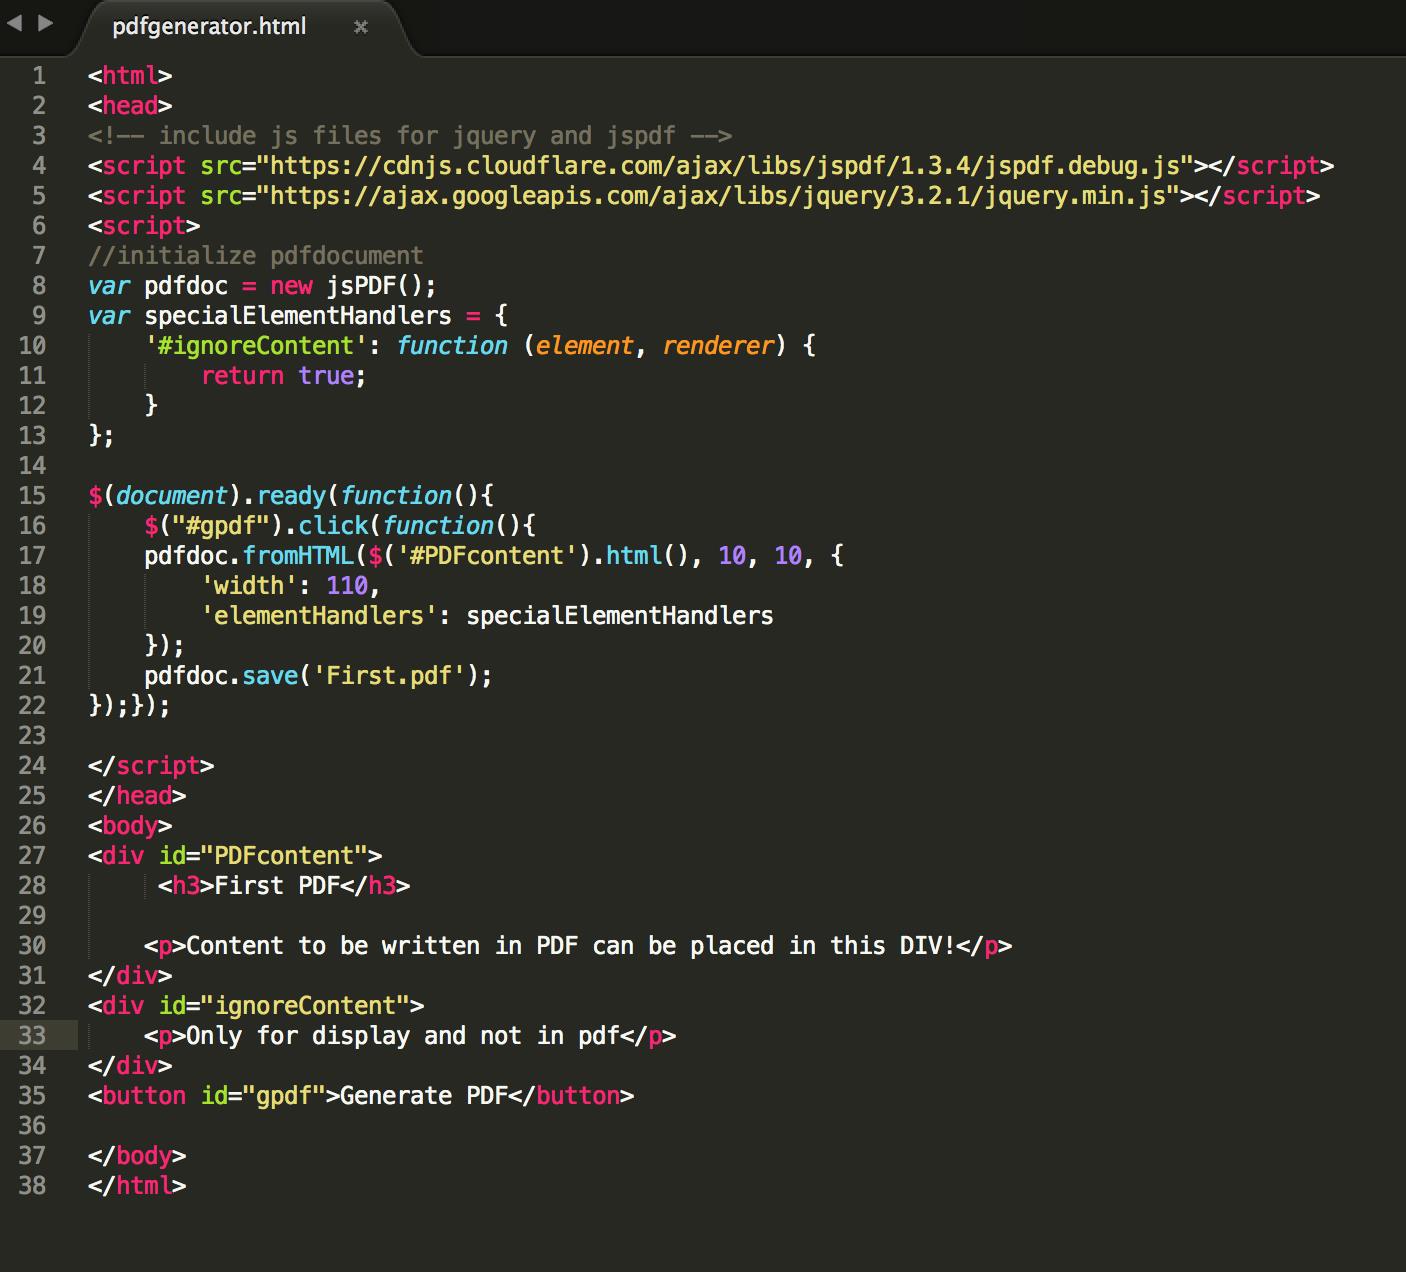 pdfgenerator.html
1 <html>
2 <head>
3 <!-- include js files for jquery and jspdf -->
4 <script src="https://cdnjs.cloudflare.com/ajax/libs/jspdf/1.3.4/jspdf.debug.js"></script>
5 <script src="https://ajax.googleapis.com/ajax/libs/jquery/3.2.1/jquery.min.js"></script>
6 <script>
7 //initialize pdfdocument
8 var pdfdoc = new jsPDF();
9 var specialElementHandlers = {
10     '#ignoreContent': function (element, renderer) {
11         return true;
12     }
13 };
14
15 $(document).ready(function(){
16     $("#gpdf").click(function(){
17     pdfdoc.fromHTML($('#PDFcontent').html(), 10, 10, {
18         'width': 110,
19         'elementHandlers': specialElementHandlers
20     });
21     pdfdoc.save('First.pdf');
22 });});
23
24 </script>
25 </head>
26 <body>
27 <div id="PDFcontent">
28      <h3>First PDF</h3>
29
30     <p>Content to be written in PDF can be placed in this DIV!</p>
31 </div>
32 <div id="ignoreContent">
33     <p>Only for display and not in pdf</p>
34 </div>
35 <button id="gpdf">Generate PDF</button>
36
37 </body>
38 </html>